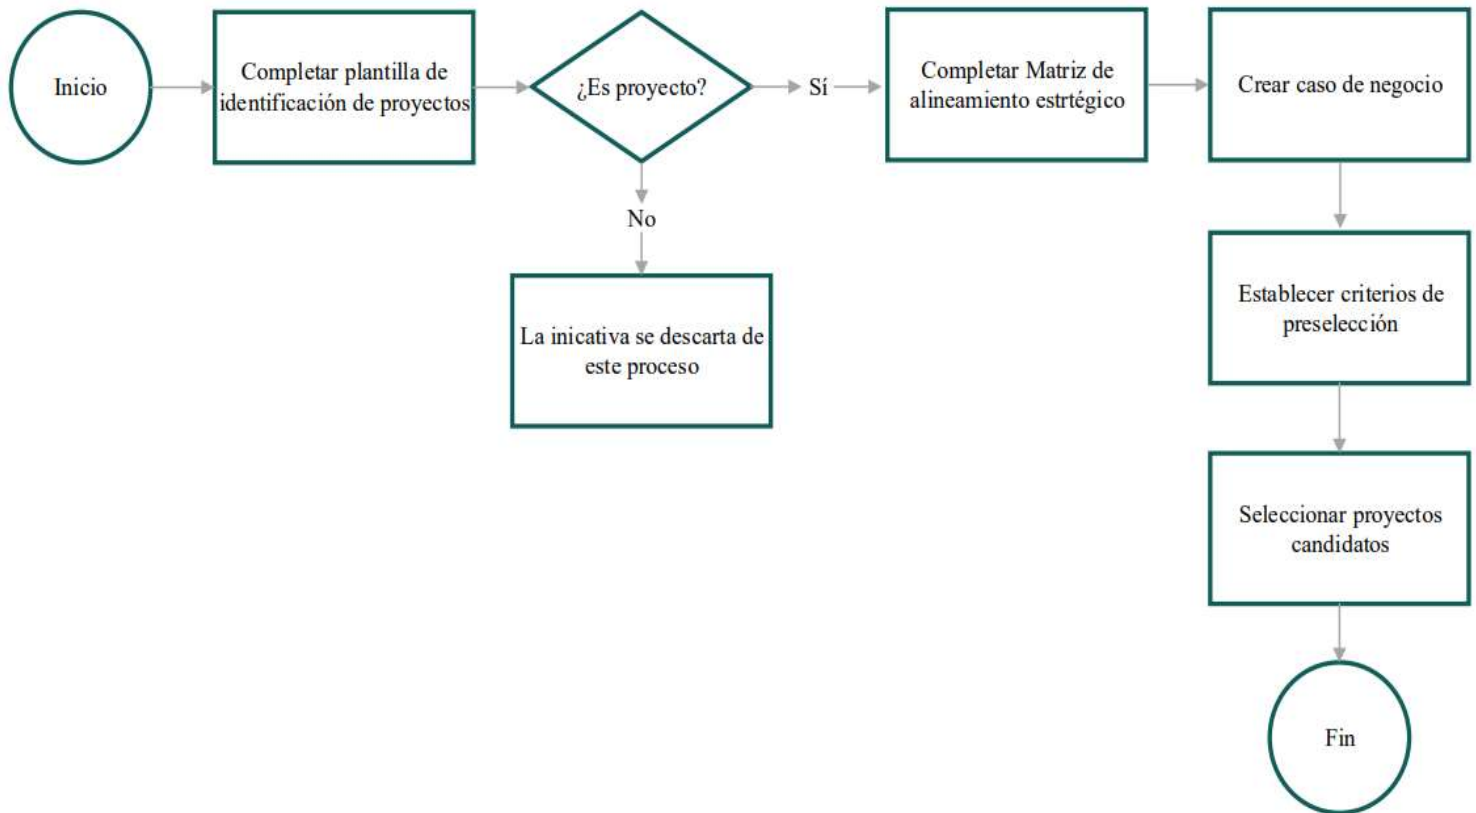 Inicio
Completar plantilla de
identificación de proyectos
¿Es proyecto?
Sí
Completar Matriz de
alineamiento estrtégico
Crear caso de negocio
No
La inicativa se descarta de
este proceso
Establecer criterios de
preselección
Seleccionar proyectos
candidatos
Fin